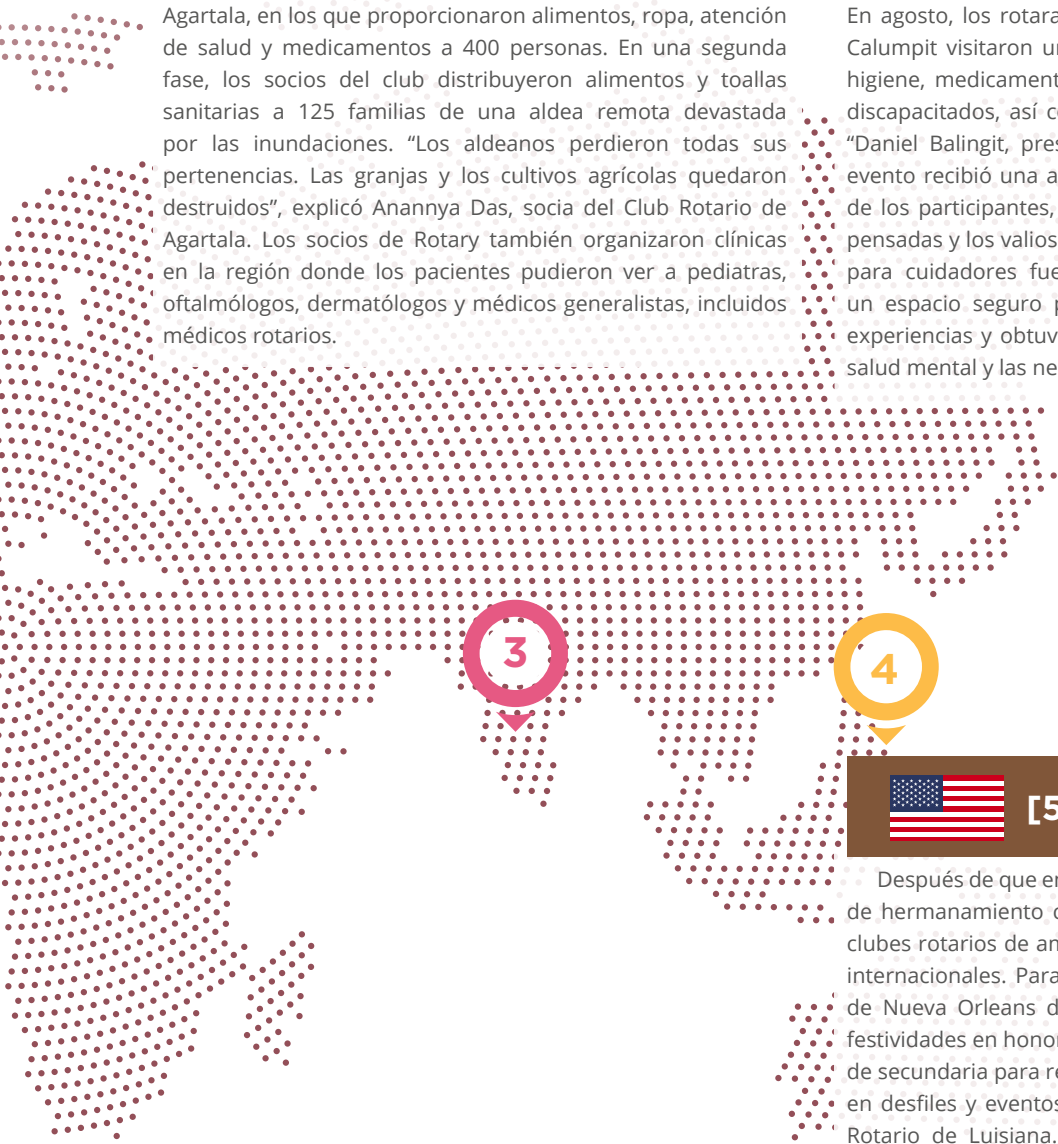 Agartala, en los que proporcionaron alimentos, ropa, atención
de salud y medicamentos a 400 personas. En una segunda
fase, los socios del club distribuyeron alimentos y toallas
sanitarias a 125 familias de una aldea remota devastada
por las inundaciones. “Los aldeanos perdieron todas sus
pertenencias. Las granjas y los cultivos agrícolas quedaron
destruidos”, explicó Anannya Das, socia del Club Rotario de
Agartala. Los socios de Rotary también organizaron clínicas
en la región donde los pacientes pudieron ver a pediatras,
oftalmólogos, dermatólogos y médicos generalistas, incluidos
médicos rotarios.
En agosto, los rotara
Calumpit visitaron un
higiene, medicament
discapacitados, así co
“Daniel Balingit, pres
evento recibió una a
de los participantes,
pensadas y los valios
para cuidadores fue
un espacio seguro p
experiencias y obtuv
salud mental y las ne
3
4
[5
Después de que en
de hermanamiento c
clubes rotarios de an
internacionales. Para
de Nueva Orleans d
festividades en honor
de secundaria para re
en desfiles y eventos
Rotario de Luisiana.